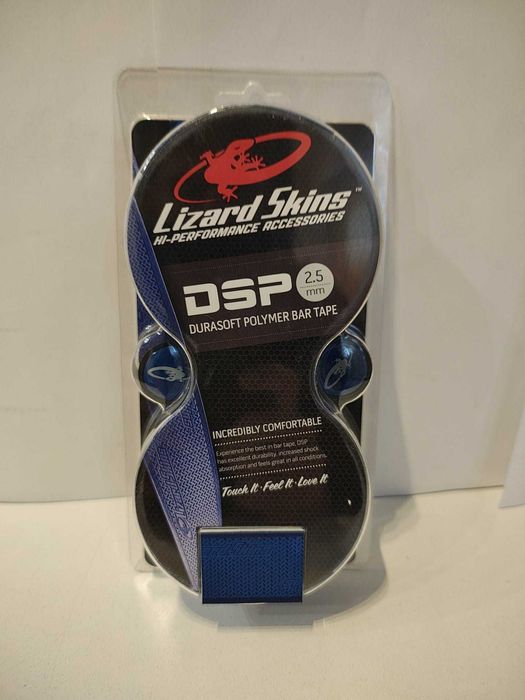 Lizard Skins™
HI-PERFORMANCE ACCESSORIES
DSP 2.5 mm
DURASOFT POLYMER BAR TAPE
INCREDIBLY COMFORTABLE
Experience the best in bar tape, DSP
has excellent durability, increased shock
absorption and feels great in all conditions.
Touch It · Feel It · Love It